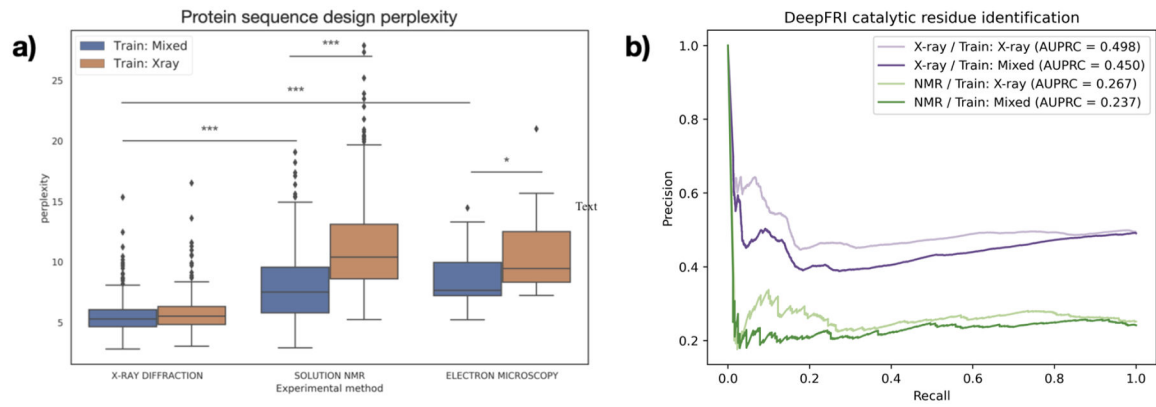 a)
Protein sequence design perplexity
Train: Mixed
Train: Xray
***
***
***
*
perplexity
25
20
15
10
5
X-RAY DIFFRACTION
SOLUTION NMR
ELECTRON MICROSCOPY
Experimental method
Text
b)
DeepFRI catalytic residue identification
X-ray / Train: X-ray (AUPRC = 0.498)
X-ray / Train: Mixed (AUPRC = 0.450)
NMR / Train: X-ray (AUPRC = 0.267)
NMR / Train: Mixed (AUPRC = 0.237)
Precision
1.0
0.8
0.6
0.4
0.2
0.0
0.2
0.4
0.6
0.8
1.0
Recall